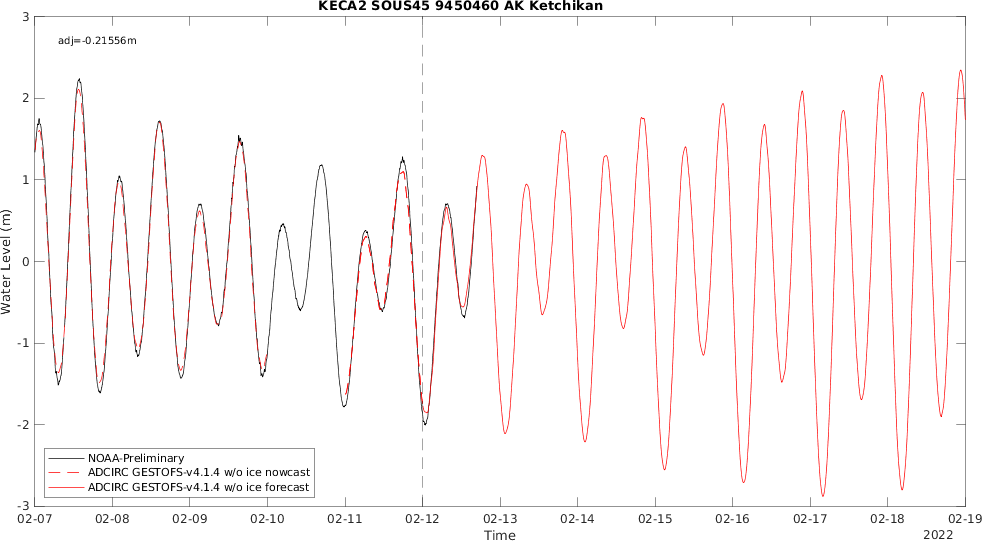 KECA2 SOUS45 9450460 AK Ketchikan
adj=-0.21556m
3
2
1
0
-1
-2
-3
Water Level (m)
NOAA-Preliminary
ADCIRC GESTOFS-v4.1.4 w/o ice nowcast
ADCIRC GESTOFS-v4.1.4 w/o ice forecast
02-07 02-08 02-09 02-10 02-11 02-12 02-13 02-14 02-15 02-16 02-17 02-18 02-19
Time
2022